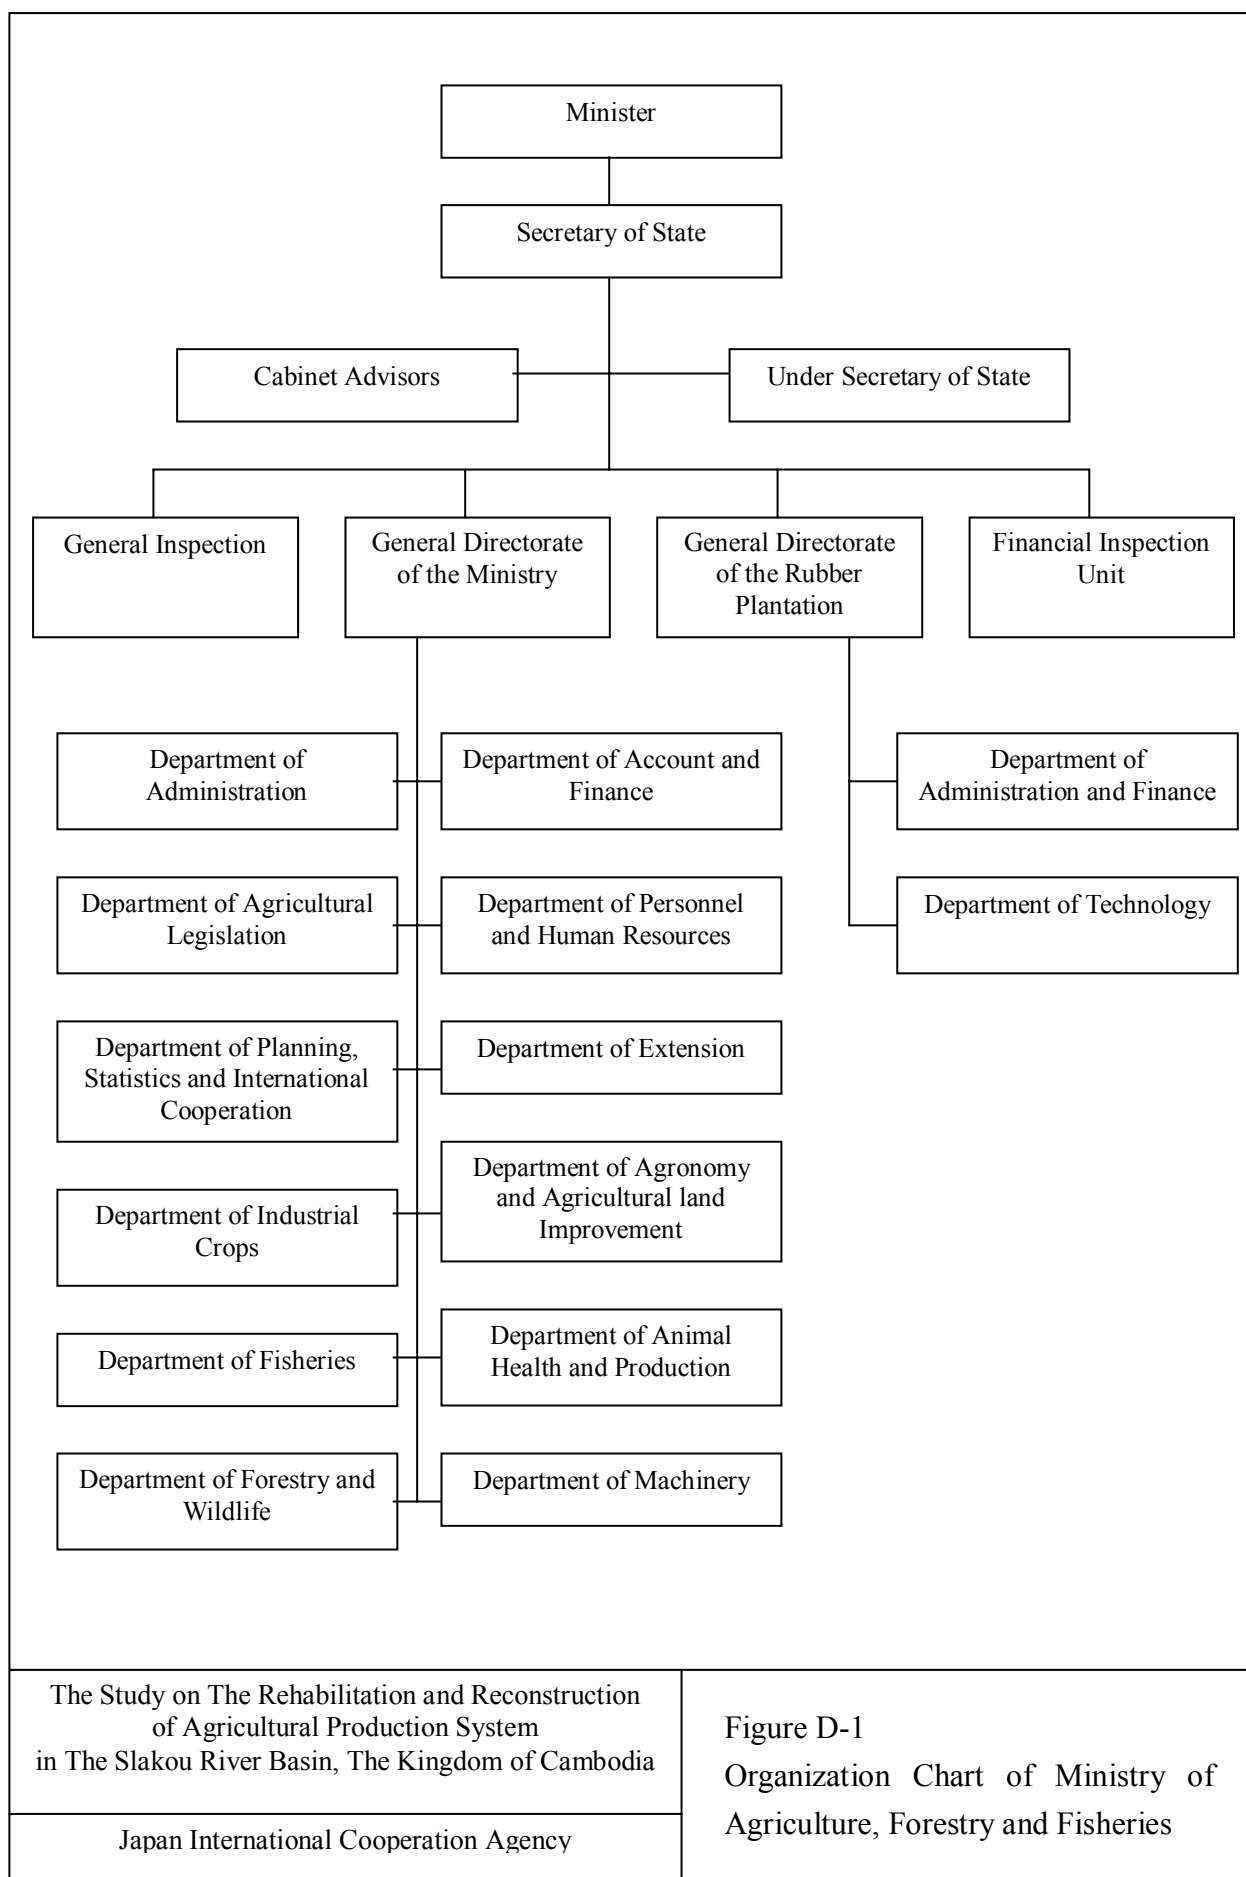 Minister
Secretary of State
Cabinet Advisors
Under Secretary of State
General Inspection
General Directorate
of the Ministry
General Directorate
of the Rubber
Plantation
Financial Inspection
Unit
Department of
Administration
Department of Account and
Finance
Department of
Administration and Finance
Department of Agricultural
Legislation
Department of Personnel
and Human Resources
Department of Technology
Department of Planning,
Statistics and International
Cooperation
Department of Extension
Department of Industrial
Crops
Department of Agronomy
and Agricultural land
Improvement
Department of Fisheries
Department of Animal
Health and Production
Department of Forestry and
Wildlife
Department of Machinery
The Study on The Rehabilitation and Reconstruction
of Agricultural Production System
in The Slakou River Basin, The Kingdom of Cambodia
Japan International Cooperation Agency
Figure D-1
Organization Chart of Ministry of
Agriculture, Forestry and Fisheries